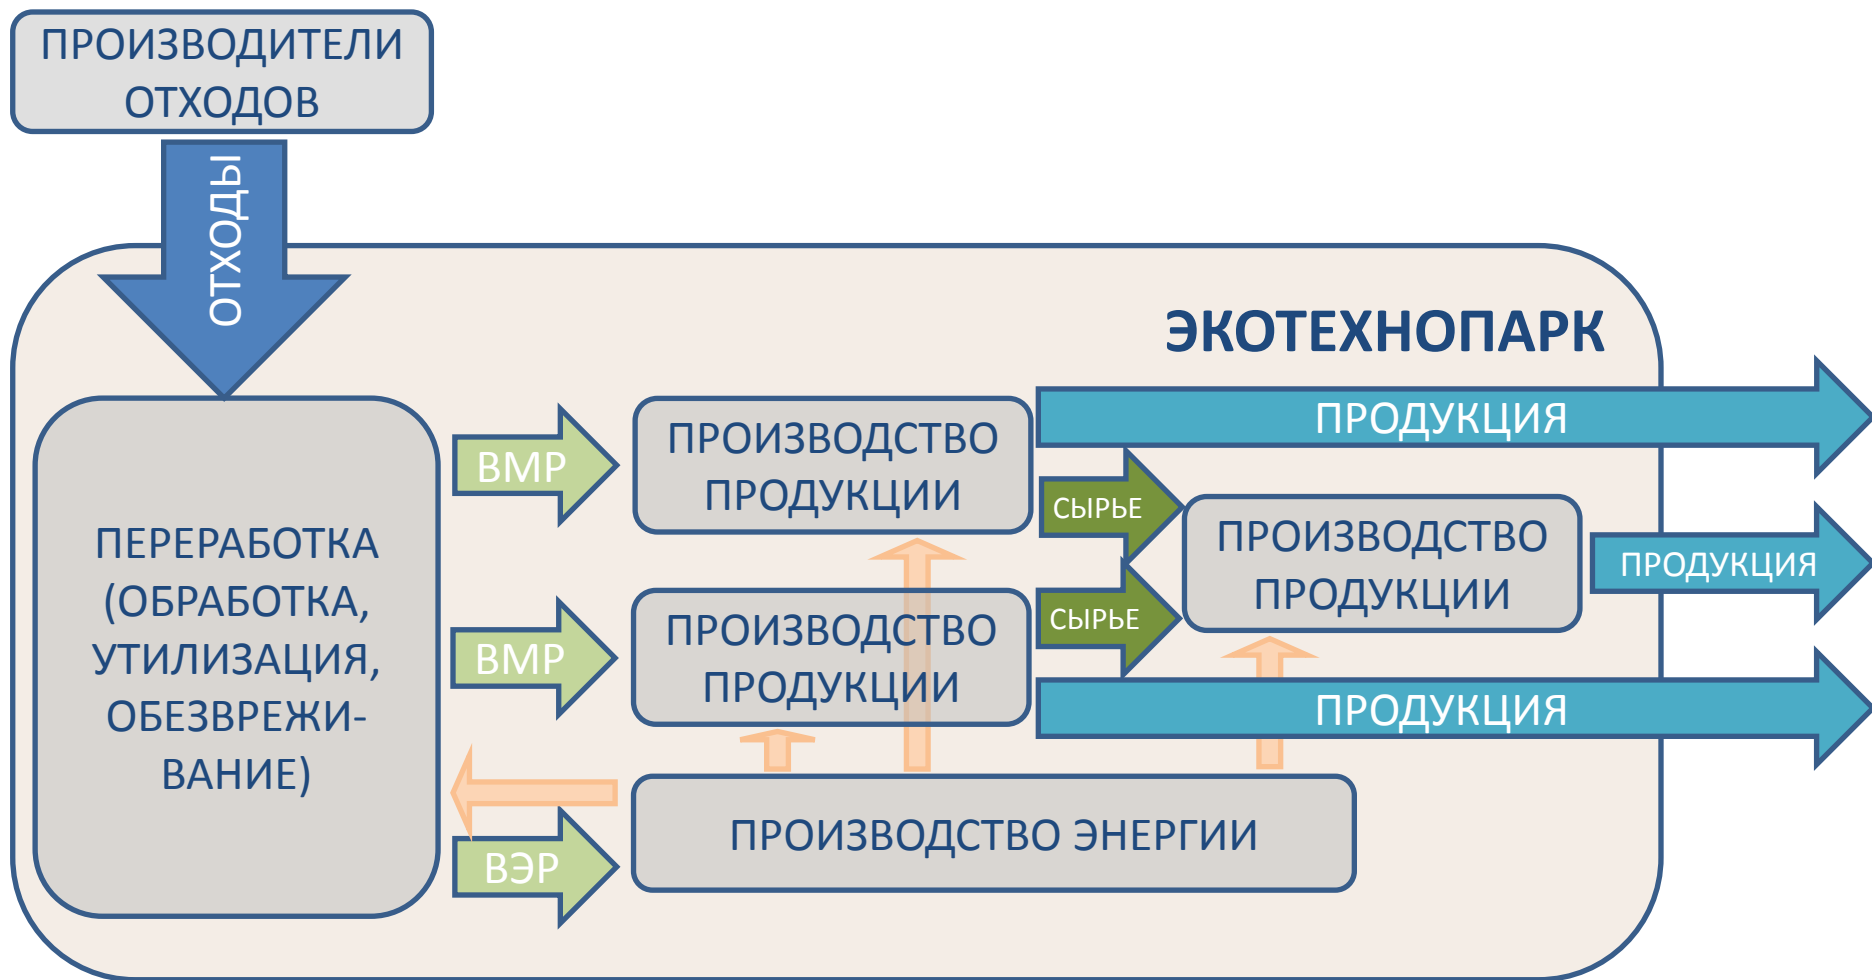 ПРОИЗВОДИТЕЛИ
ОТХОДОВ
ОТХОДЫ
ЭКОТЕХНОПАРК
ПЕРЕРАБОТКА
(ОБРАБОТКА,
УТИЛИЗАЦИЯ,
ОБЕЗВРЕЖИ-
ВАНИЕ)
ВМР
ПРОИЗВОДСТВО
ПРОДУКЦИИ
ПРОДУКЦИЯ
СЫРЬЕ
ПРОИЗВОДСТВО
ПРОДУКЦИИ
ПРОДУКЦИЯ
ВМР
ПРОИЗВОДСТВО
ПРОДУКЦИИ
СЫРЬЕ
ПРОДУКЦИЯ
ВЭР
ПРОИЗВОДСТВО ЭНЕРГИИ